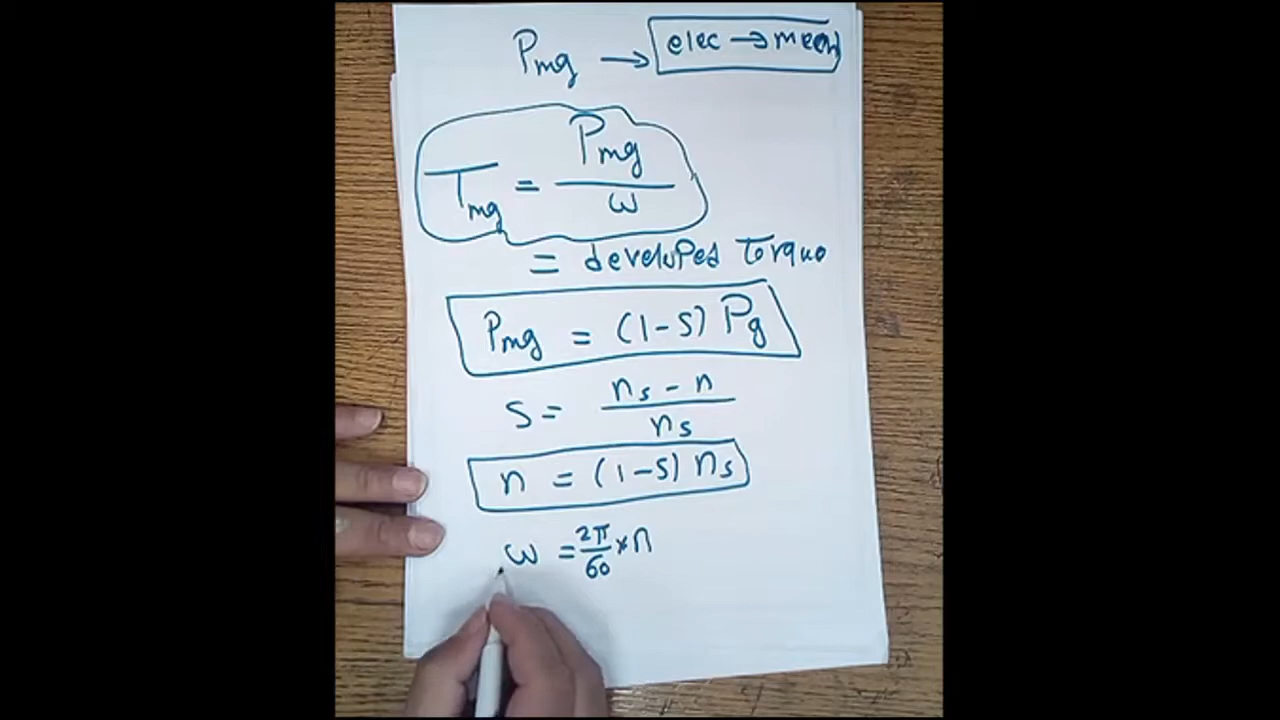 Pmg → elec → mech
Tmg = Pmg / ω
= developed Torque
Pmg = (1-S) Pg
S = ns - n / ns
n = (1-S) ns
ω = 2π/60 × n